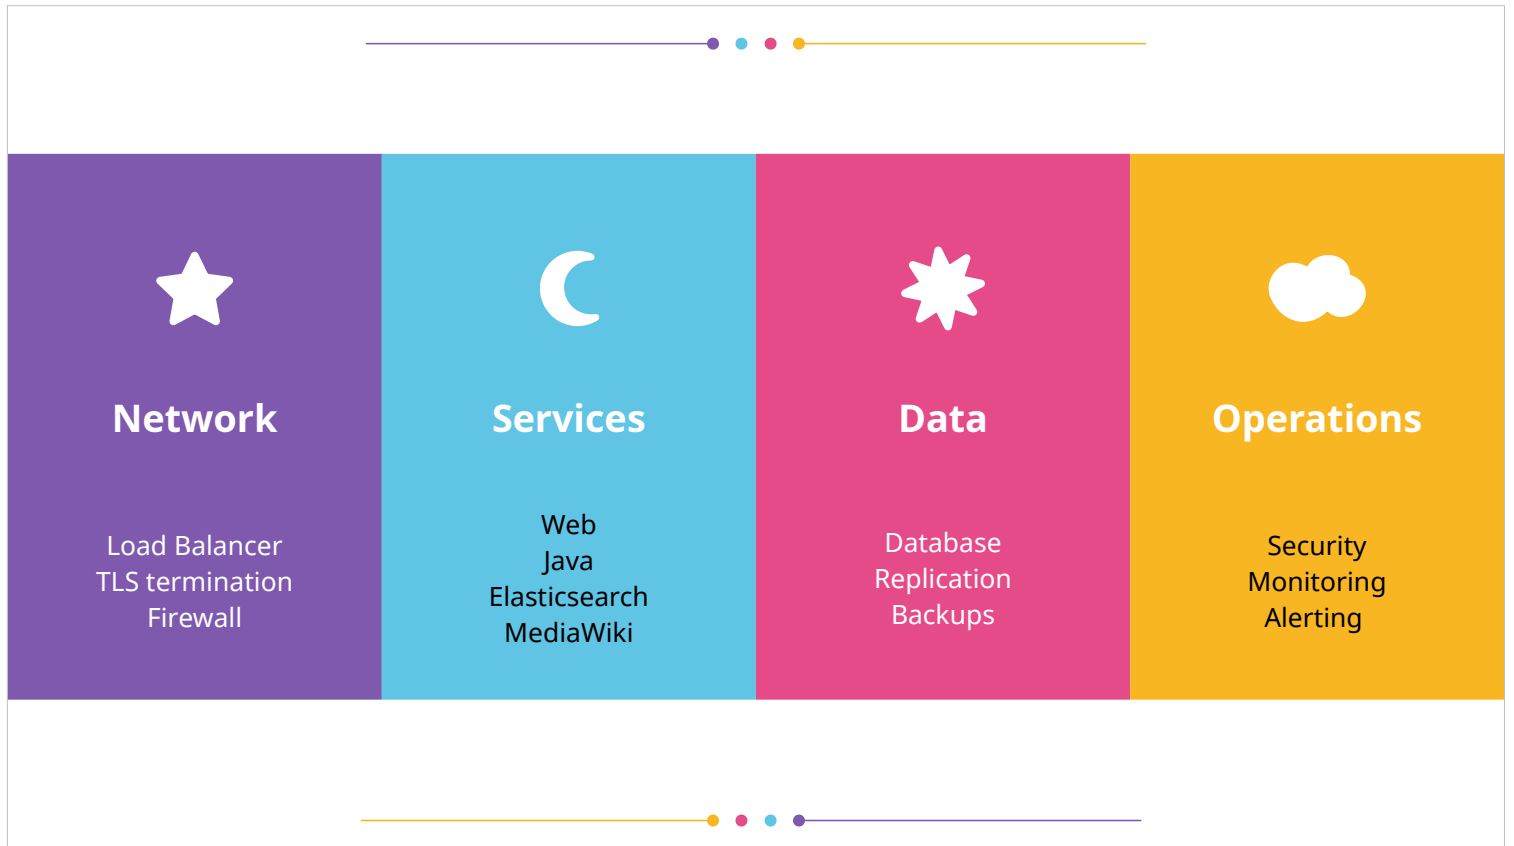 Network
Load Balancer
TLS termination
Firewall
Services
Web
Java
Elasticsearch
MediaWiki
Data
Database
Replication
Backups
Operations
Security
Monitoring
Alerting